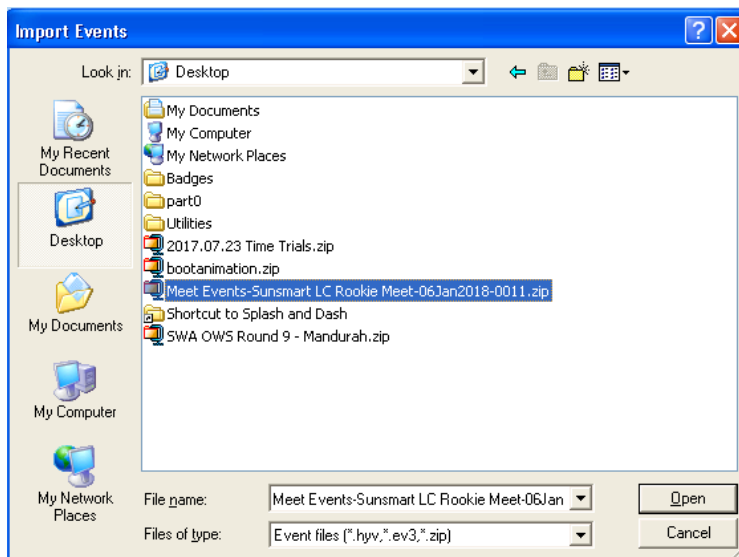 Import Events
Look in: Desktop
My Recent
Documents
Desktop
My Documents
My Computer
My Network
Places
My Documents
My Computer
My Network Places
Badges
part0
Utilities
2017.07.23 Time Trials.zip
bootanimation.zip
Meet Events-Sunsmart LC Rookie Meet-06Jan2018-0011.zip
Shortcut to Splash and Dash
SWA OWS Round 9 - Mandurah.zip
File name: Meet Events-Sunsmart LC Rookie Meet-06Jan Open
Files of type: Event files (*.hyv,*.ev3,*.zip) Cancel